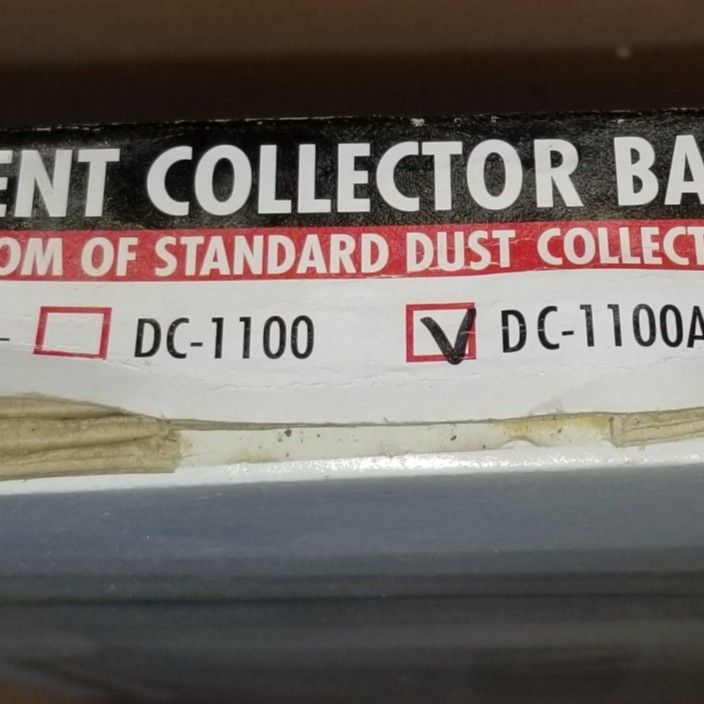 ENT COLLECTOR BA
OM OF STANDARD DUST COLLECT
DC-1100 DC-1100A